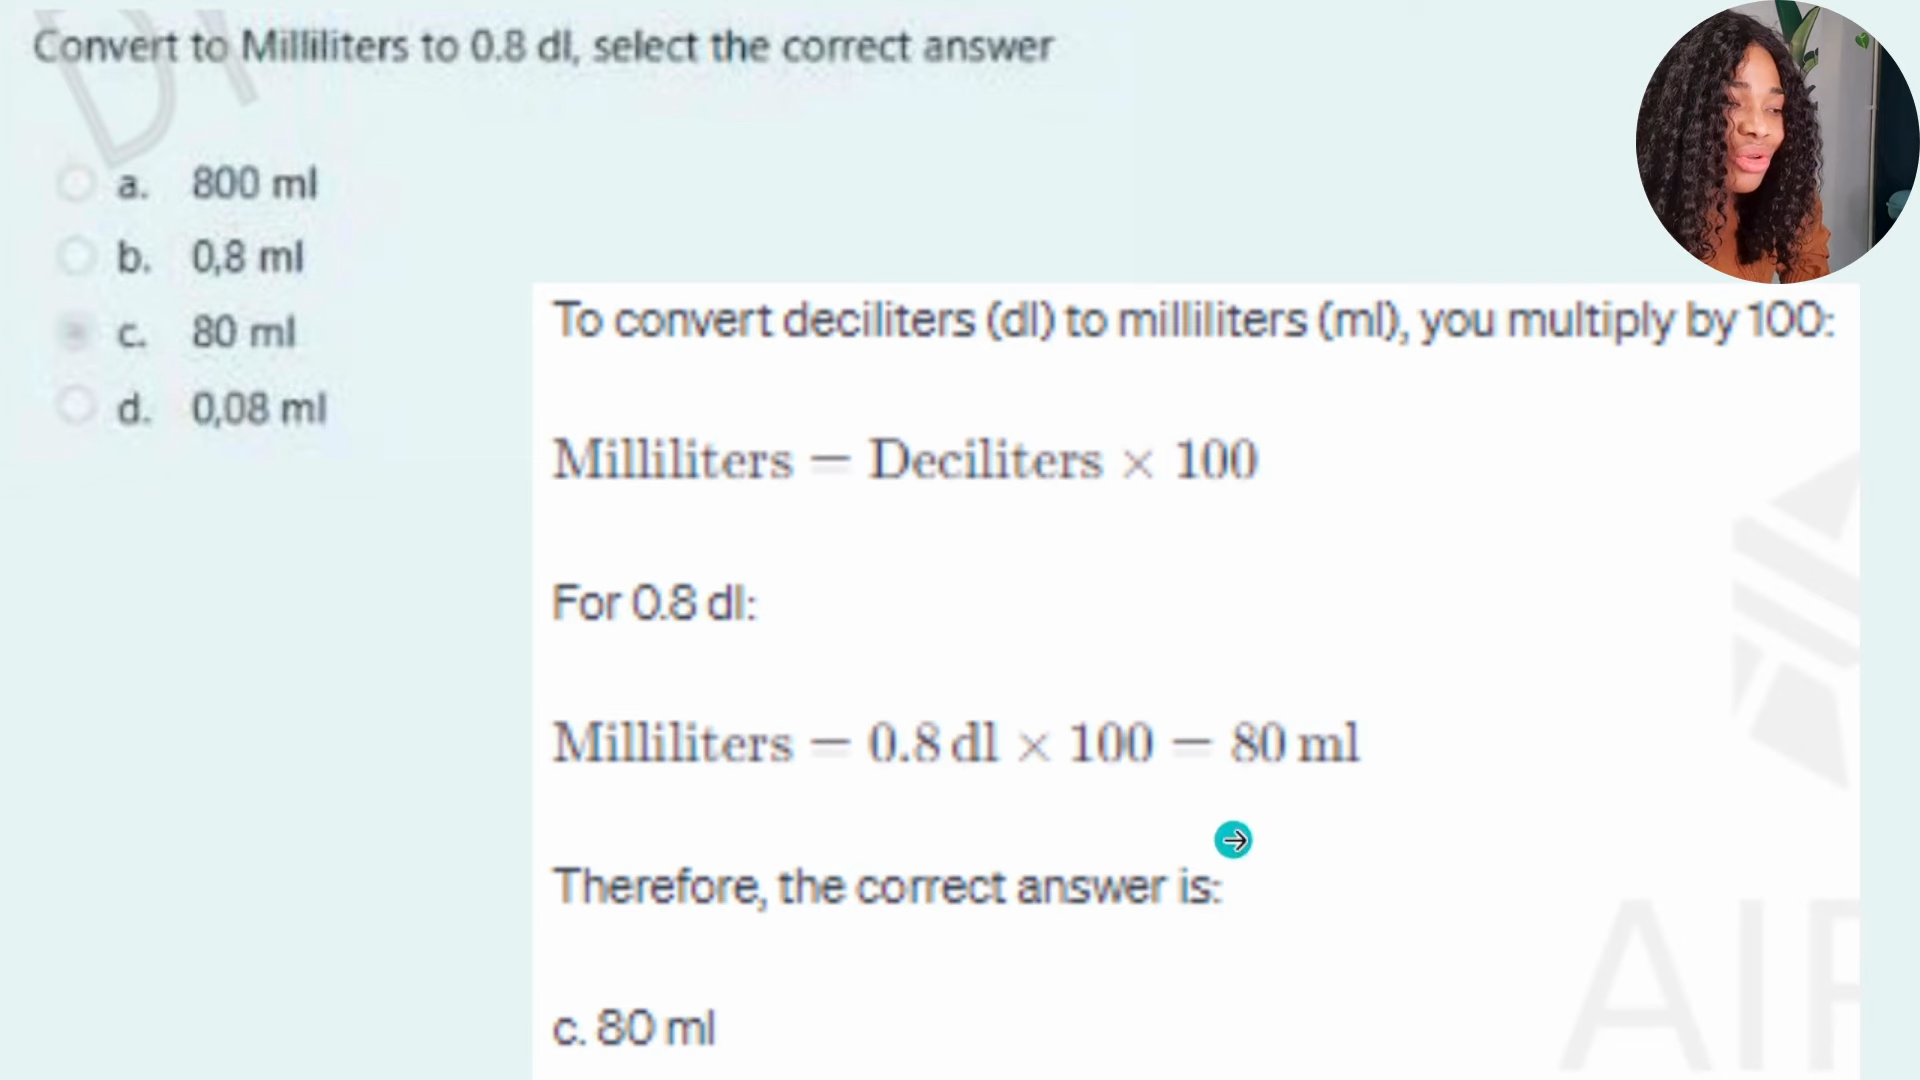 Convert to Milliliters to 0.8 dl, select the correct answer
a. 800 ml
b. 0,8 ml
c. 80 ml
d. 0,08 ml
To convert deciliters (dl) to milliliters (ml), you multiply by 100:
Milliliters = Deciliters × 100
For 0.8 dl:
Milliliters = 0.8 dl × 100 = 80 ml
Therefore, the correct answer is:
c. 80 ml